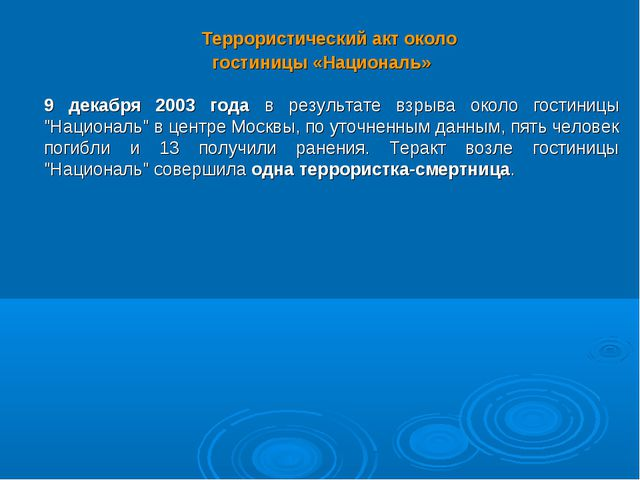 Террористический акт около
гостиницы «Националь»
9 декабря 2003 года в результате взрыва около гостиницы
"Националь" в центре Москвы, по уточненным данным, пять человек
погибли и 13 получили ранения. Теракт возле гостиницы
"Националь" совершила одна террористка-смертница.